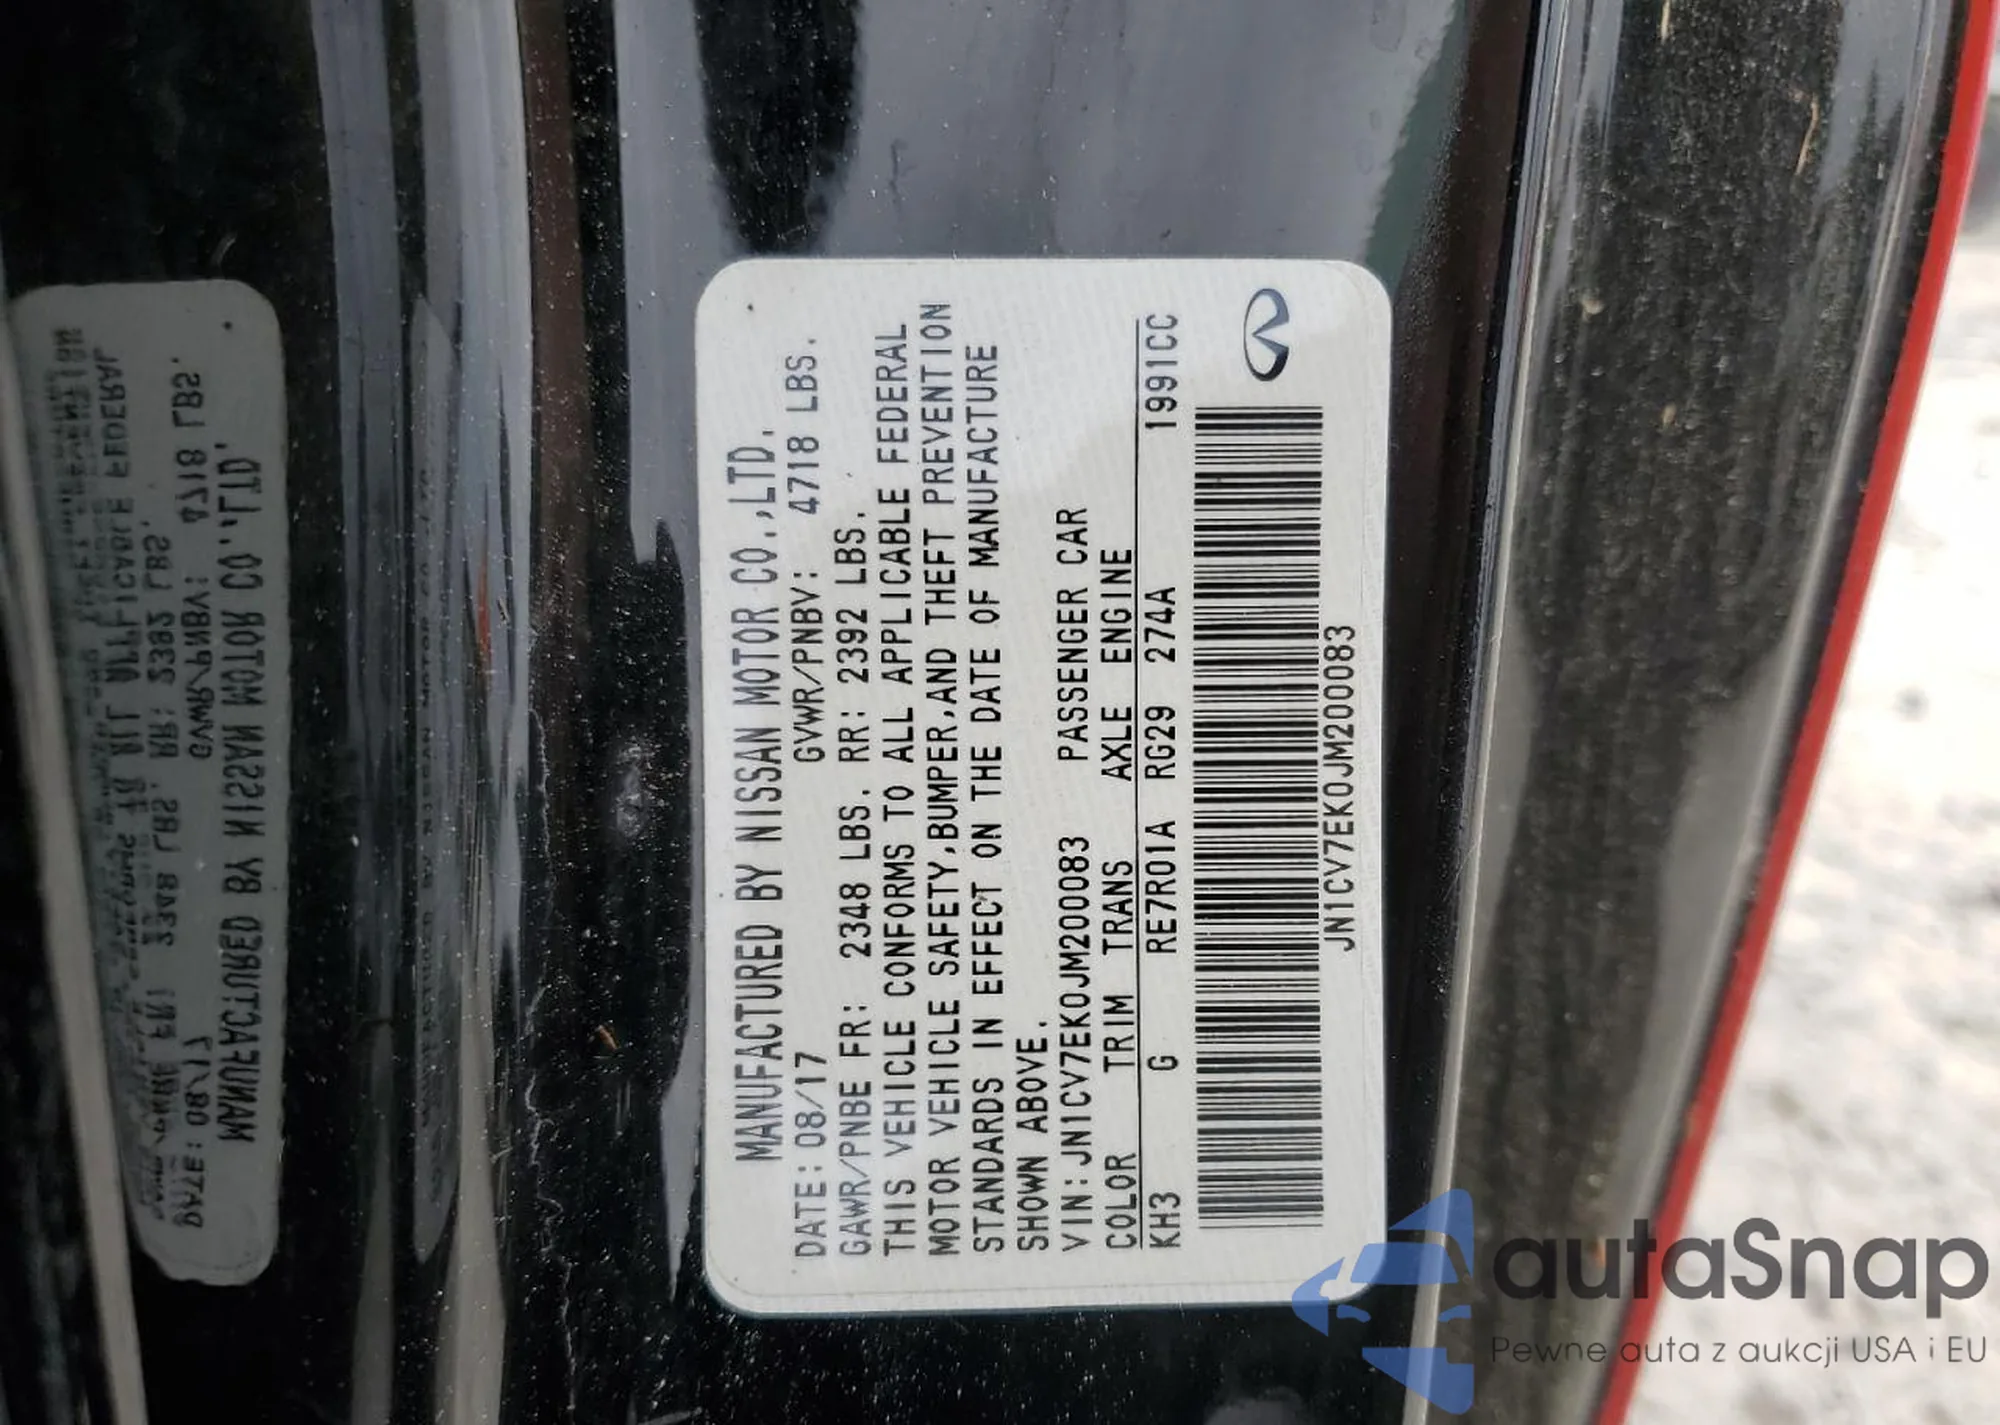 MANUFACTURED BY NISSAN MOTOR CO.,LTD.
DATE: 08/17 GVWR/PNBV: 4718 LBS.
GAWR/PNBE FR: 2348 LBS. RR: 2392 LBS.
THIS VEHICLE CONFORMS TO ALL APPLICABLE FEDERAL
MOTOR VEHICLE SAFETY,BUMPER,AND THEFT PREVENTION
STANDARDS IN EFFECT ON THE DATE OF MANUFACTURE
SHOWN ABOVE.
VIN: JN1CV7EK0JM200083 PASSENGER CAR
COLOR TRIM TRANS AXLE ENGINE
KH3 G RE7R01A RG29 274A 1991CC
JN1CV7EK0JM200083
autaSnap
Pewne auta z aukcji USA i EU